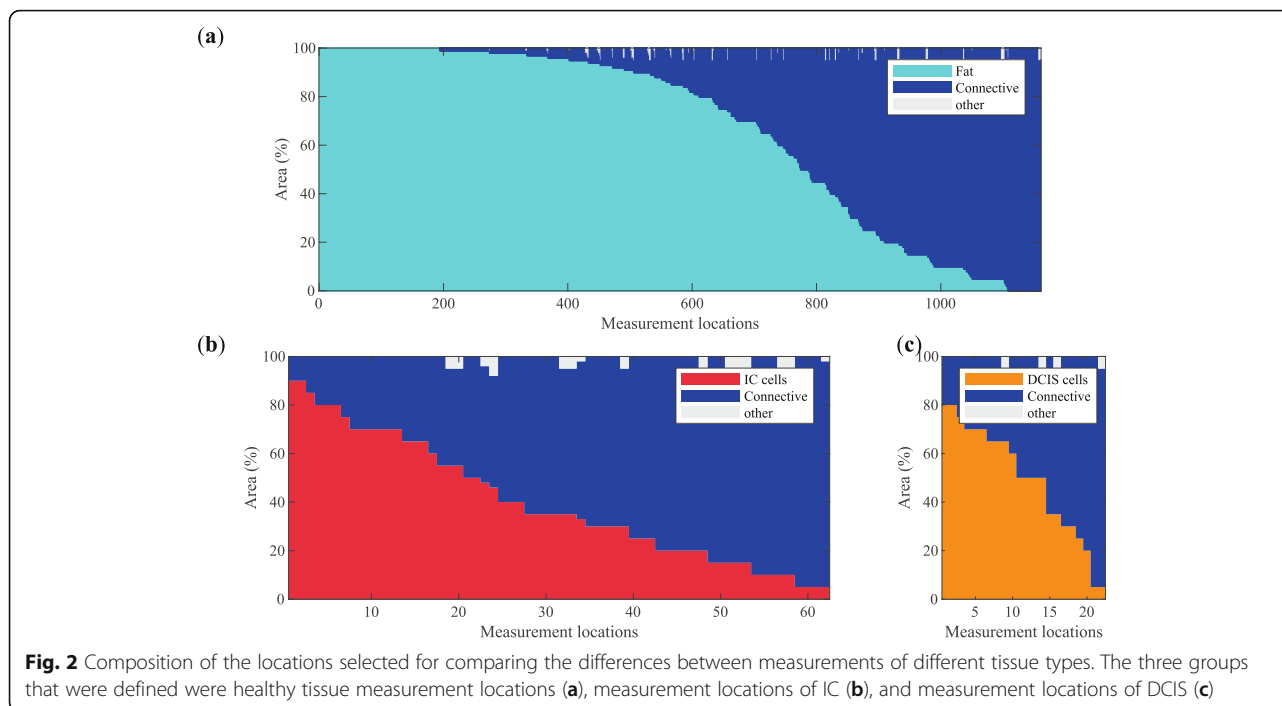 (a)
100
80
60
40
20
0
Area (%)
Fat
Connective
other
0 200 400 600 800 1000
Measurement locations
(b)
100
80
60
40
20
0
Area (%)
IC cells
Connective
other
10 20 30 40 50 60
Measurement locations
(c)
100
80
60
40
20
0
Area (%)
DCIS cells
Connective
other
5 10 15 20
Measurement locations
Fig. 2 Composition of the locations selected for comparing the differences between measurements of different tissue types. The three groups
that were defined were healthy tissue measurement locations (a), measurement locations of IC (b), and measurement locations of DCIS (c)